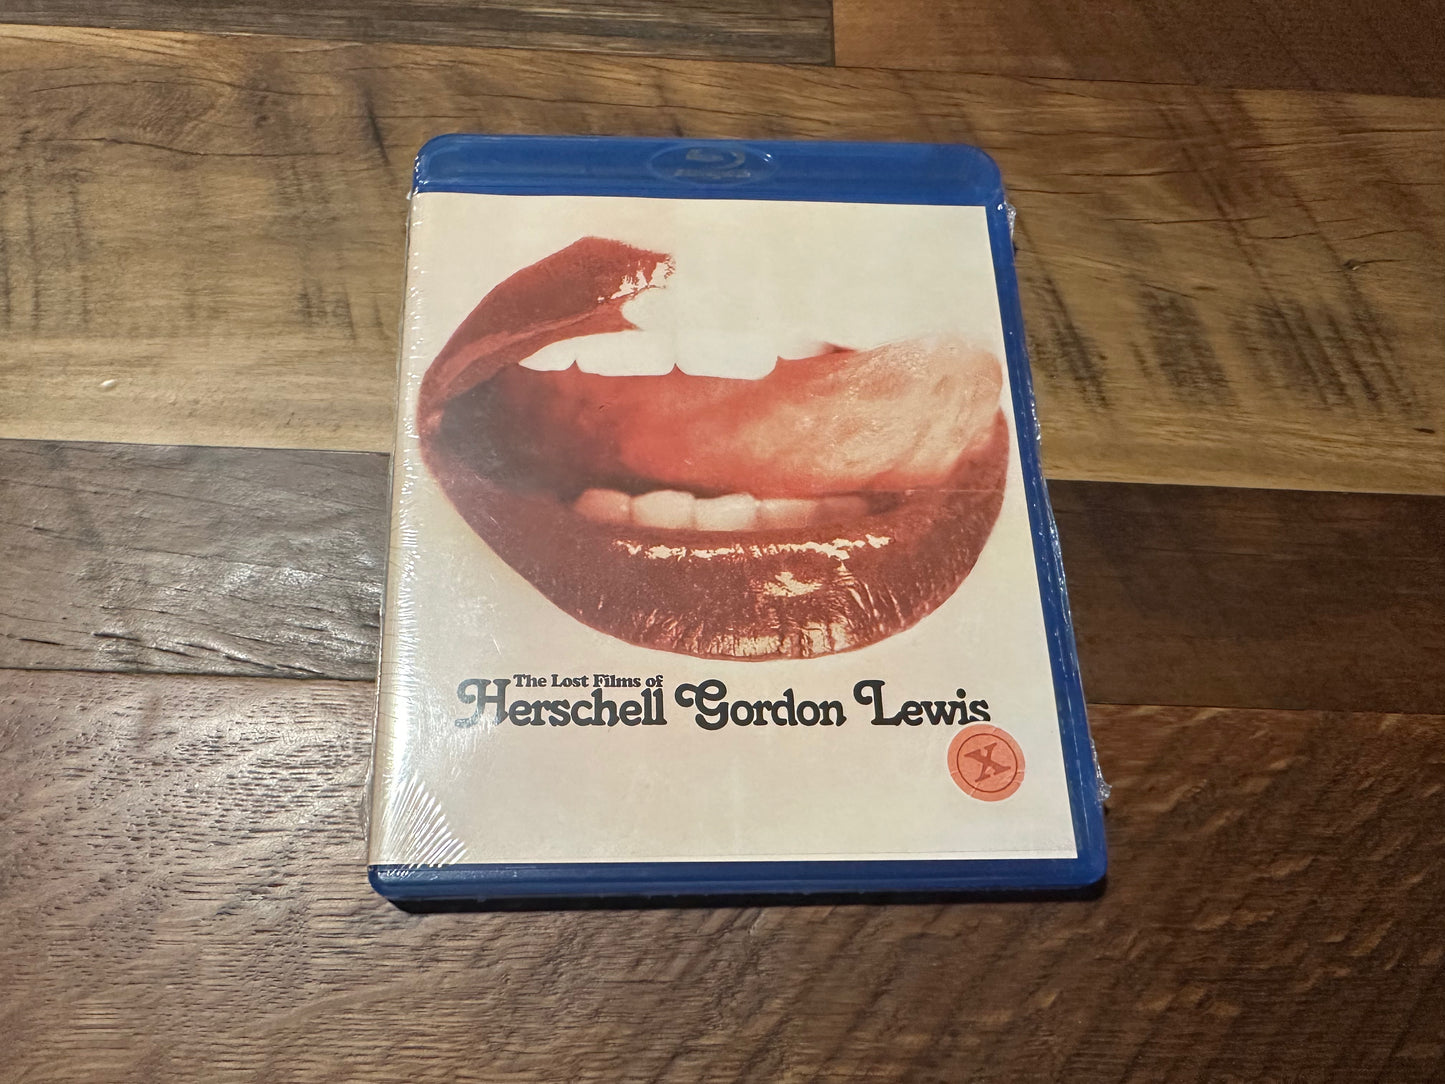 The Lost Films of
Herschell Gordon Lewis
X